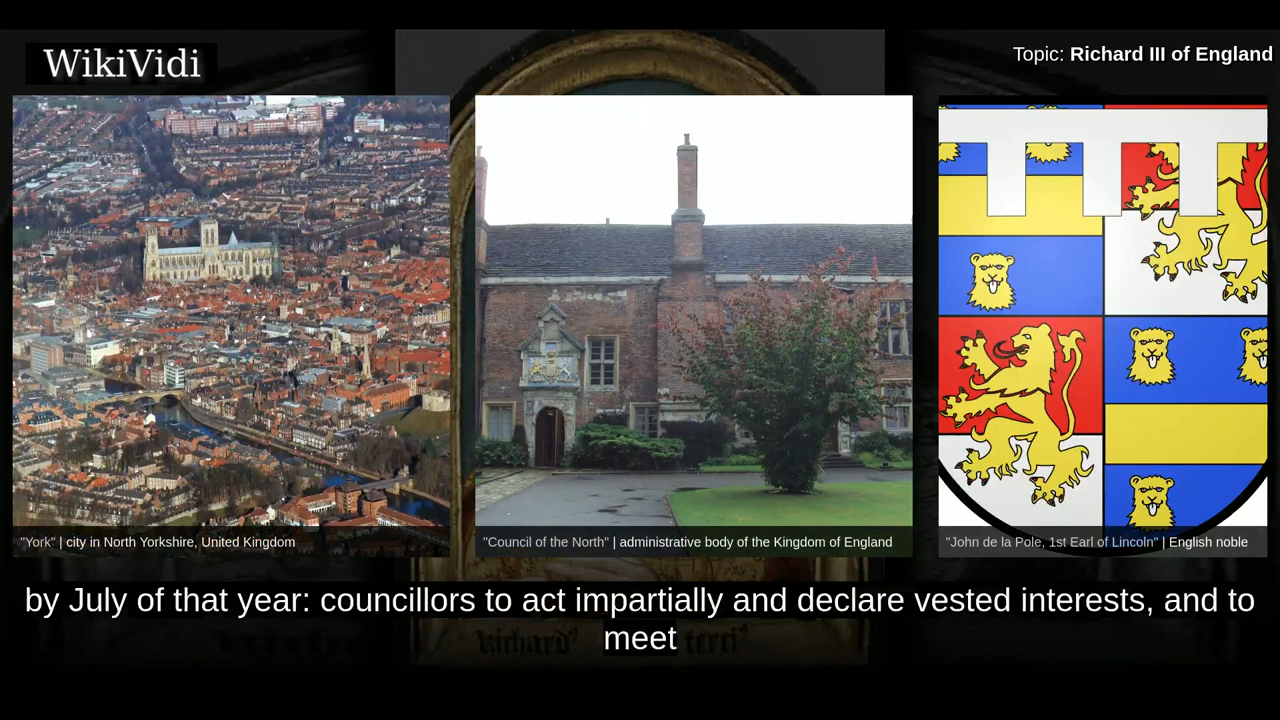 WikiVidi
Topic: Richard III of England
"York" | city in North Yorkshire, United Kingdom
"Council of the North" | administrative body of the Kingdom of England
"John de la Pole, 1st Earl of Lincoln" | English noble
by July of that year: councillors to act impartially and declare vested interests, and to
meet